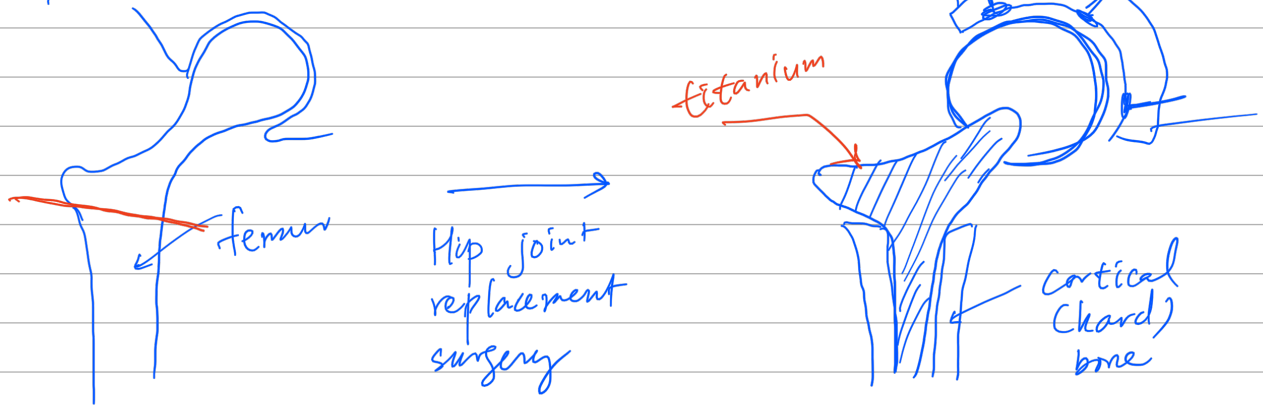 titanium
femur
Hip joint
replacement
surgery
cortical
(hard)
bone